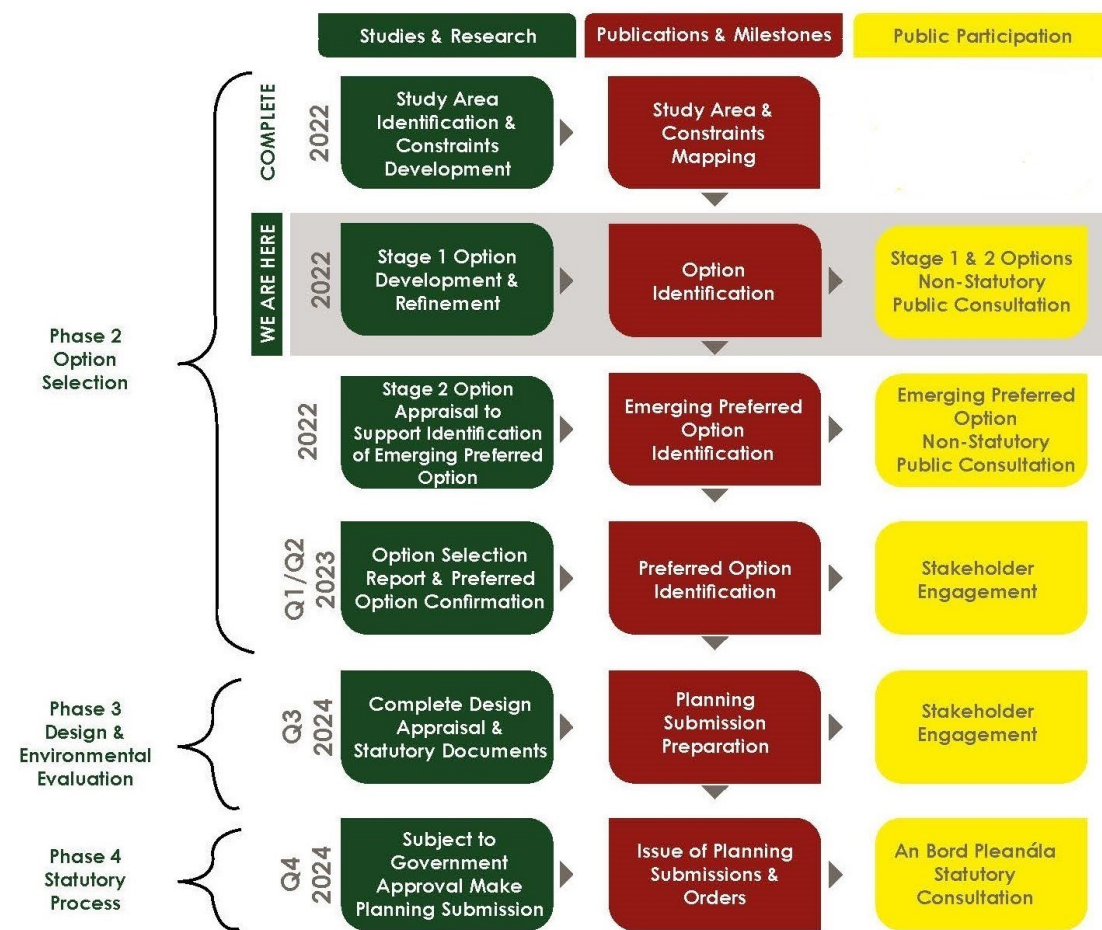 Studies & Research
Publications & Milestones
Public Participation
COMPLETE
2022
Study Area
Identification &
Constraints
Development
Study Area &
Constraints
Mapping
Phase 2
Option
Selection
WE ARE HERE
2022
Stage 1 Option
Development &
Refinement
Option
Identification
Stage 1 & 2 Options
Non-Statutory
Public Consultation
2022
Stage 2 Option
Appraisal to
Support Identification
of Emerging Preferred
Option
Emerging Preferred
Option
Identification
Emerging Preferred
Option
Non-Statutory
Public Consultation
Q1/Q2
2023
Option Selection
Report & Preferred
Option Confirmation
Preferred Option
Identification
Stakeholder
Engagement
Phase 3
Design &
Environmental
Evaluation
Q3
2024
Complete Design
Appraisal &
Statutory Documents
Planning
Submission
Preparation
Stakeholder
Engagement
Phase 4
Statutory
Process
Q4
2024
Subject to
Government
Approval Make
Planning Submission
Issue of Planning
Submissions &
Orders
An Bord Pleanála
Statutory
Consultation